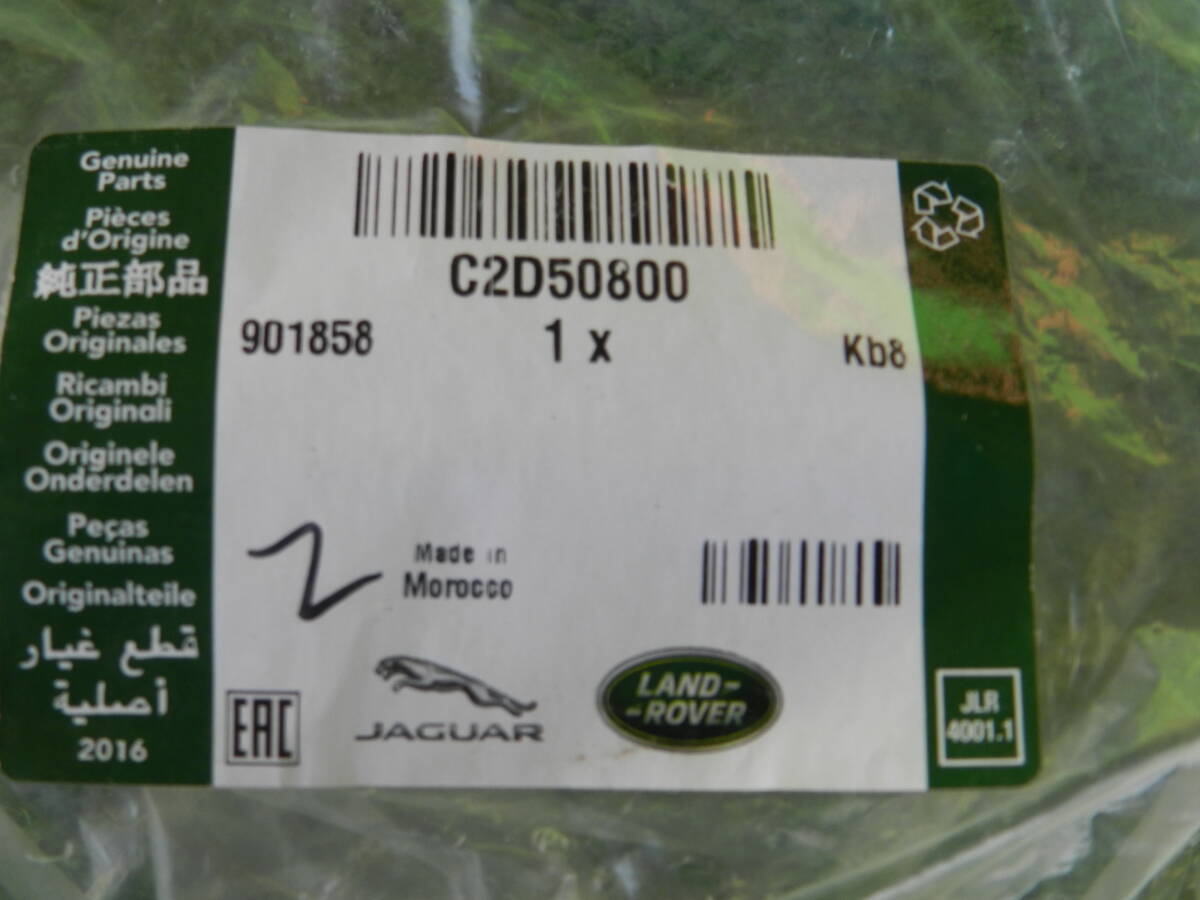 Genuine
Parts
Pièces
d'Origine
純正部品
Piezas
Originales
Ricambi
Originali
Originele
Onderdelen
Peças
Genuinas
Originalteile
قطع غيار
أصلية
2016
C2D50800
901858
1 x
Kb8
2
Made in
Morocco
EAC
JAGUAR
LAND-
-ROVER
JLR
4001.1